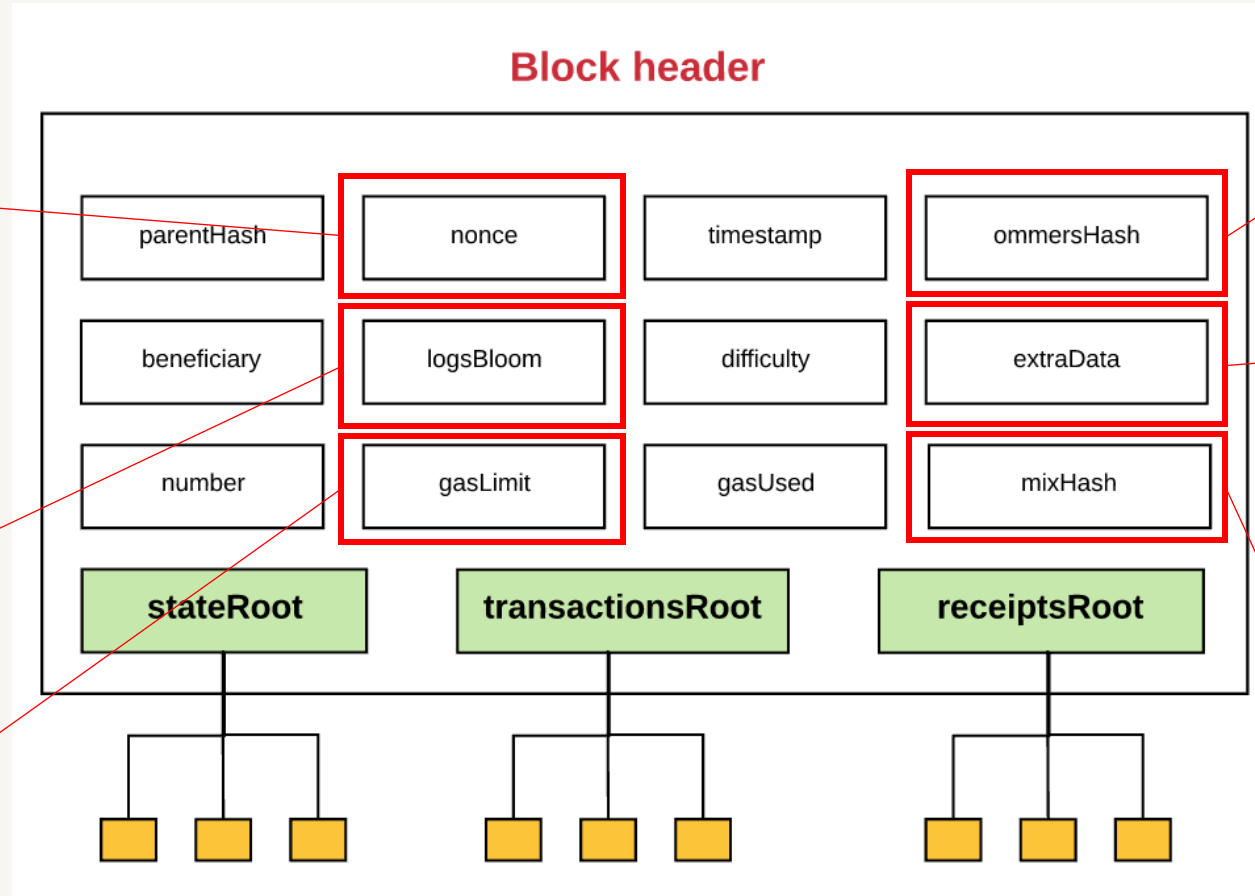 Block header
parentHash
nonce
timestamp
ommersHash
beneficiary
logsBloom
difficulty
extraData
number
gasLimit
gasUsed
mixHash
stateRoot
transactionsRoot
receiptsRoot